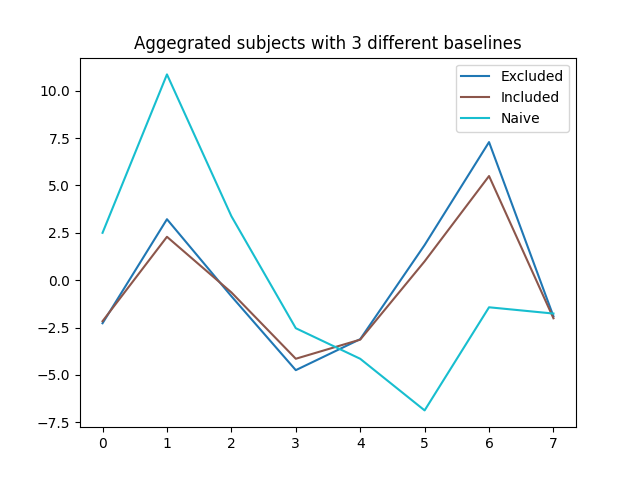 Aggegrated subjects with 3 different baselines
Excluded
Included
Naive
10.0
7.5
5.0
2.5
0.0
−2.5
−5.0
−7.5
0 1 2 3 4 5 6 7